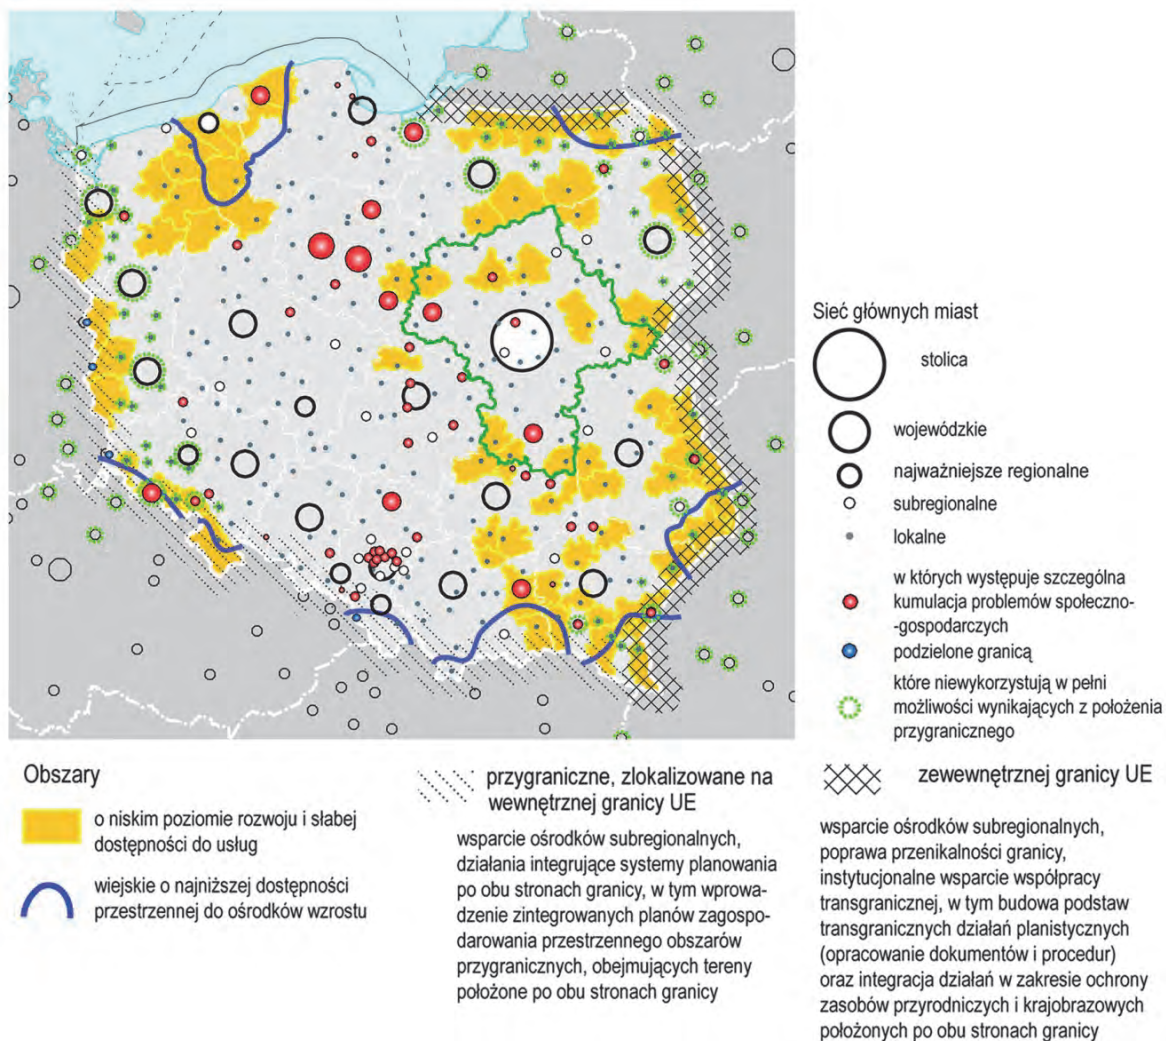 Sieć głównych miast
stolica
wojewódzkie
najważniejsze regionalne
subregionalne
lokalne
w których występuje szczególna
kumulacja problemów społeczno-
-gospodarczych
podzielone granicą
które niewykorzystują w pełni
możliwości wynikających z położenia
przygranicznego
Obszary
o niskim poziomie rozwoju i słabej
dostępności do usług
wiejskie o najniższej dostępności
przestrzennej do ośrodków wzrostu
przygraniczne, zlokalizowane na
wewnętrznej granicy UE
wsparcie ośrodków subregionalnych,
działania integrujące systemy planowania
po obu stronach granicy, w tym wprowa-
dzenie zintegrowanych planów zagospo-
darowania przestrzennego obszarów
przygranicznych, obejmujących tereny
położone po obu stronach granicy
zewewnętrznej granicy UE
wsparcie ośrodków subregionalnych,
poprawa przenikalności granicy,
instytucjonalne wsparcie współpracy
transgranicznej, w tym budowa podstaw
transgranicznych działań planistycznych
(opracowanie dokumentów i procedur)
oraz integracja działań w zakresie ochrony
zasobów przyrodniczych i krajobrazowych
położonych po obu stronach granicy